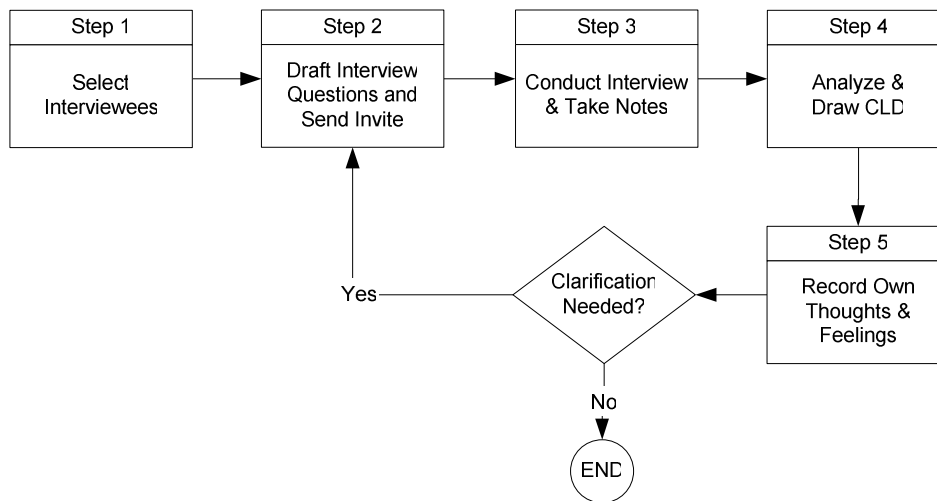 Step 1
Select
Interviewees
Step 2
Draft Interview
Questions and
Send Invite
Step 3
Conduct Interview
& Take Notes
Step 4
Analyze &
Draw CLD
Step 5
Record Own
Thoughts &
Feelings
Clarification
Needed?
Yes
No
END